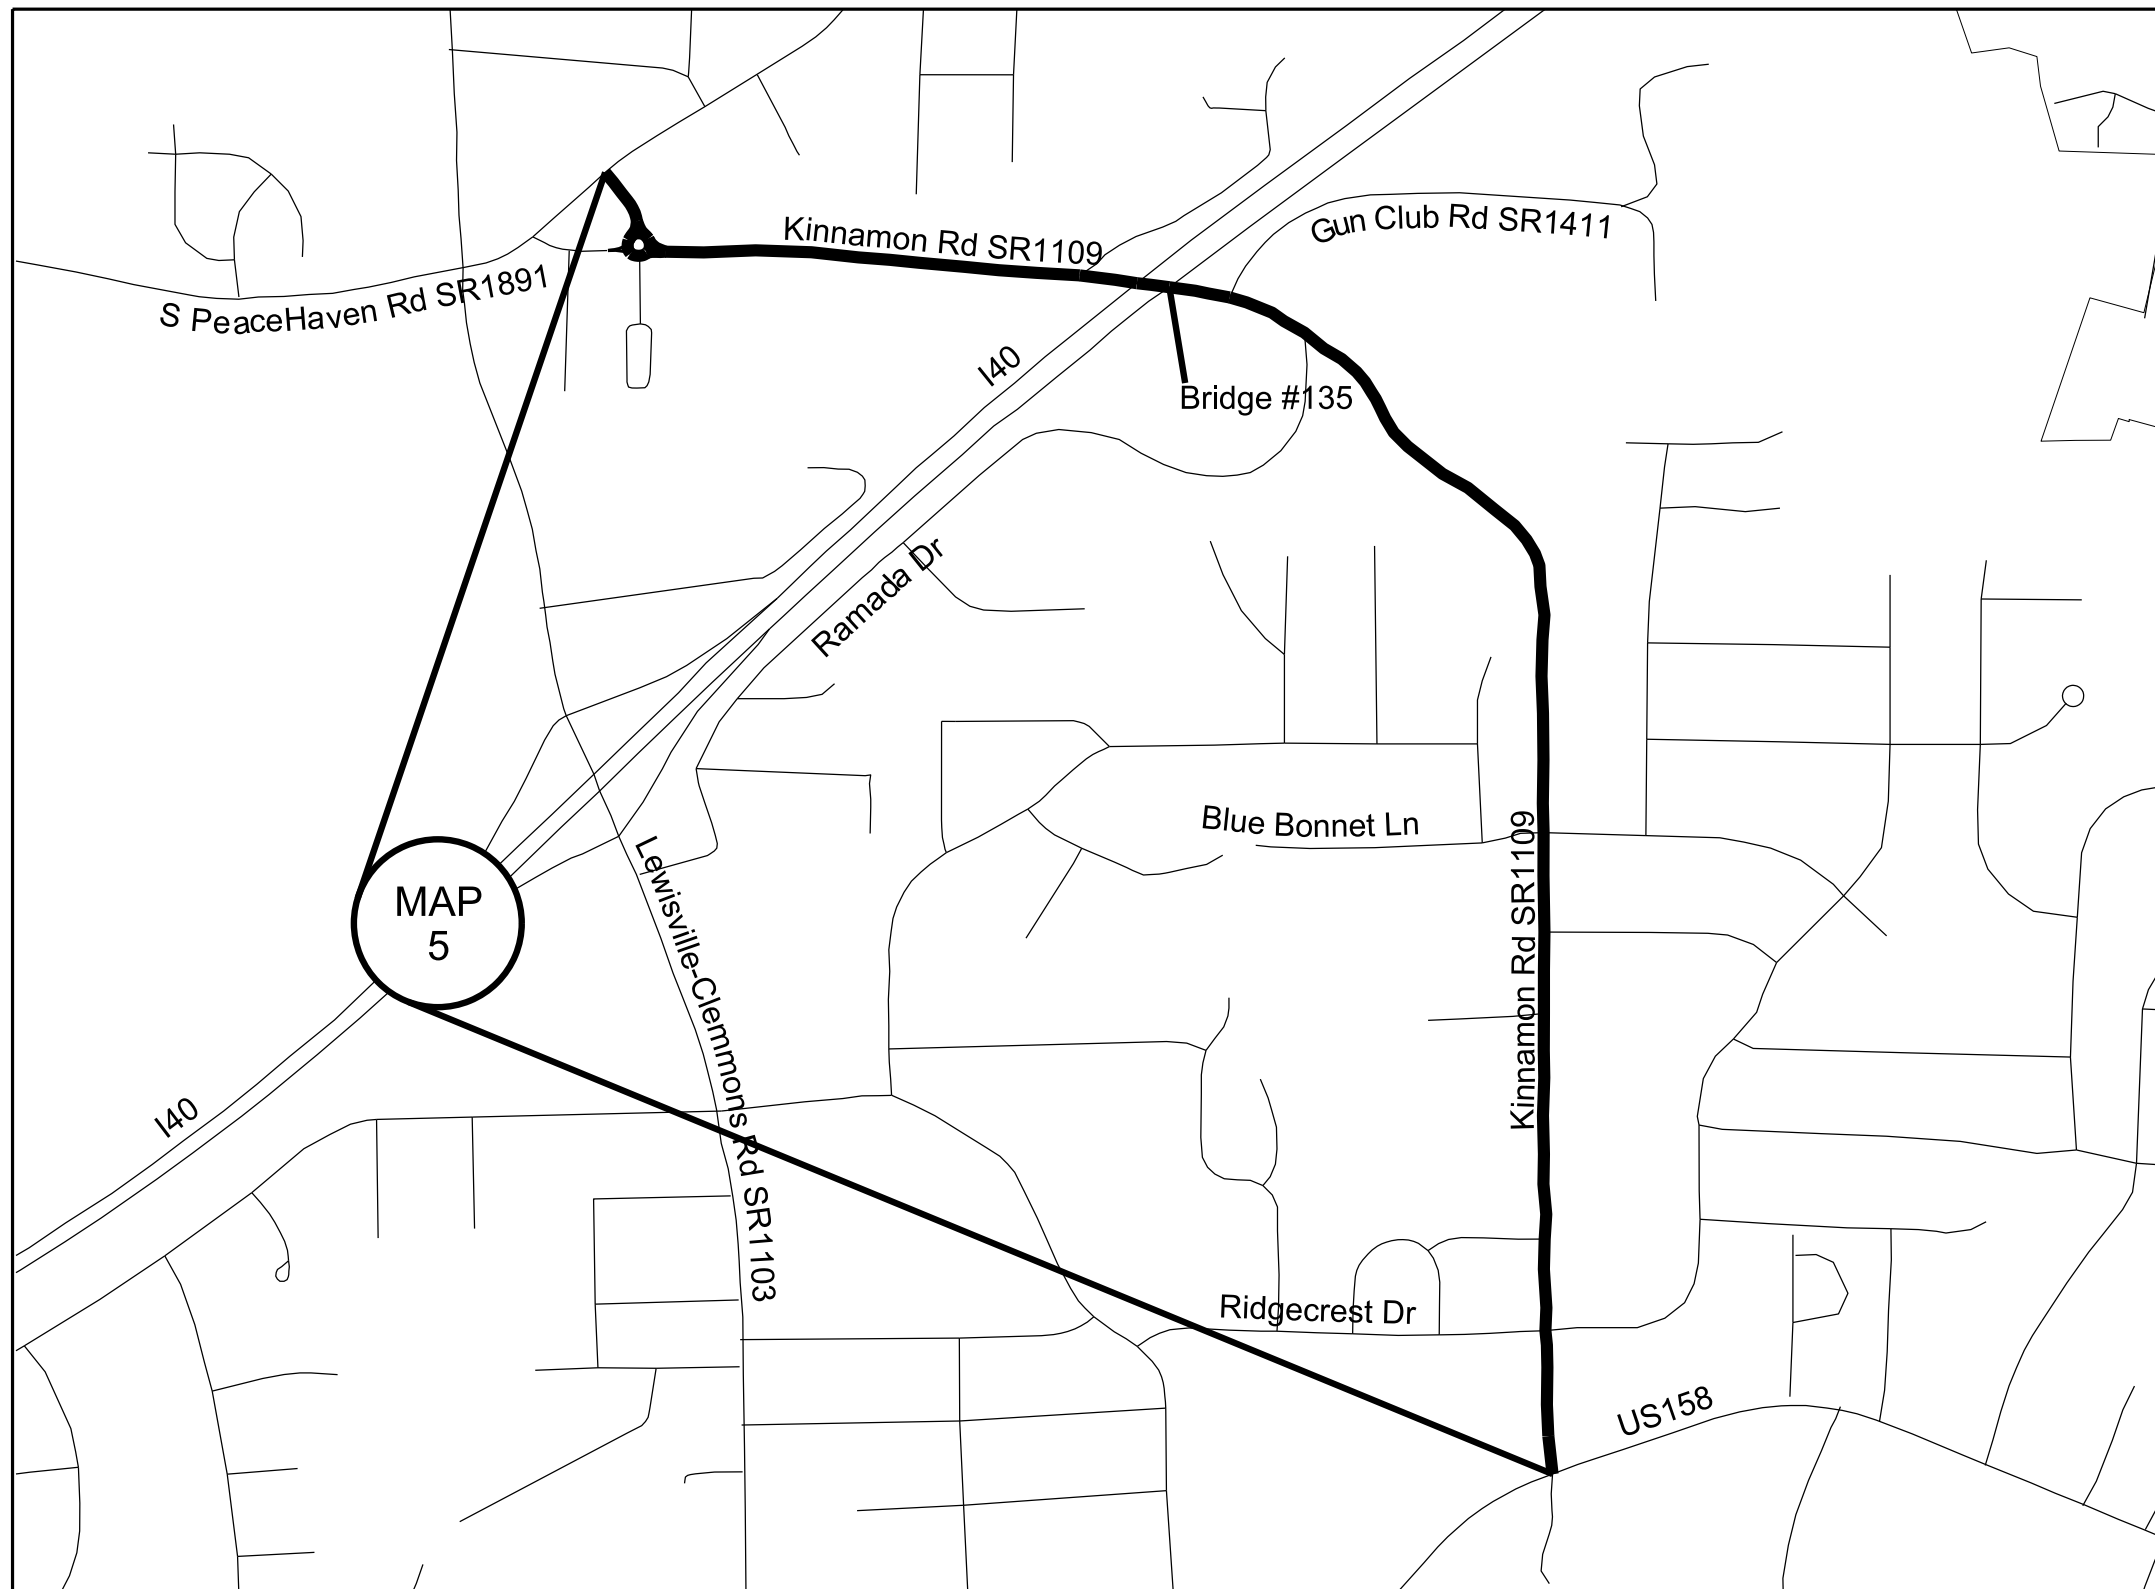 Kinnamon Rd SR1109
Gun Club Rd SR1411
S PeaceHaven Rd SR1891
I40
Bridge #135
Ramada Dr
Blue Bonnet Ln
Lewisville-Clemmons Rd SR1103
Kinnamon Rd SR1109
MAP
5
I40
Ridgecrest Dr
US158